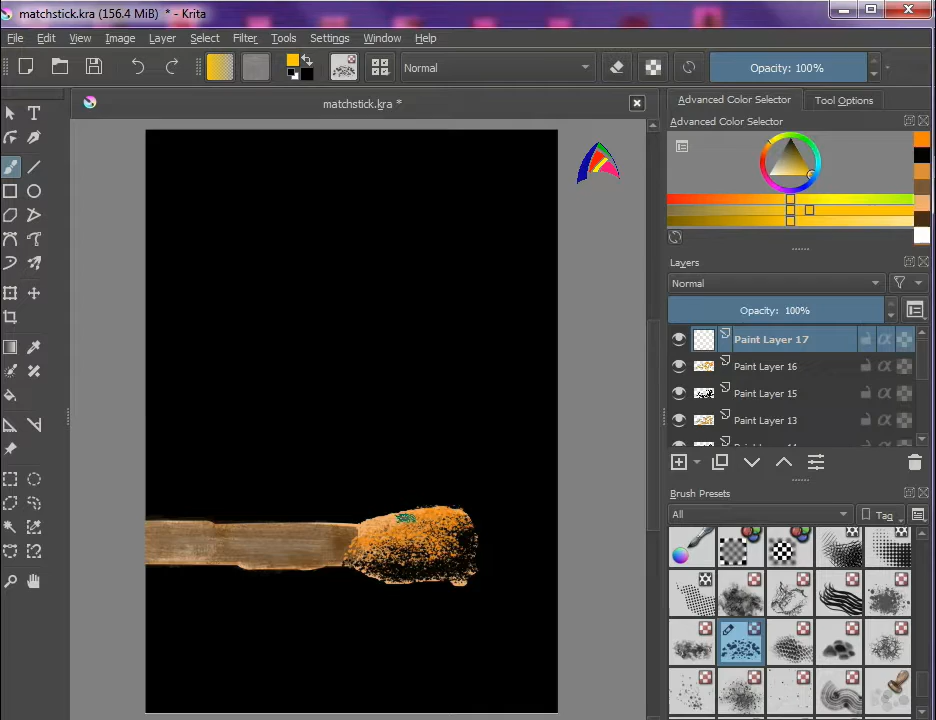 matchstick.kra (156.4 MiB) * - Krita
File Edit View Image Layer Select Filter Tools Settings Window Help
Normal
Opacity: 100%
matchstick.kra *
Advanced Color Selector
Tool Options
Advanced Color Selector
Layers
Normal
Opacity: 100%
Paint Layer 17
Paint Layer 16
Paint Layer 15
Paint Layer 13
Brush Presets
All
Tag